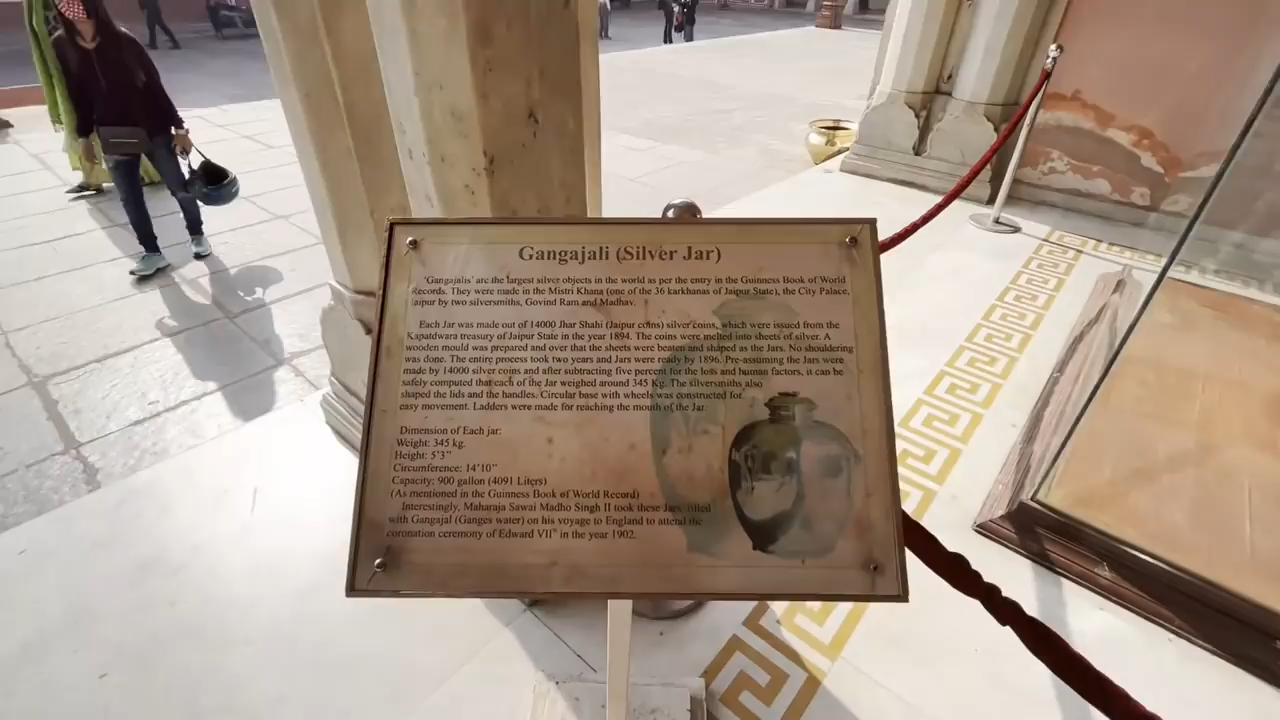 Gangajali (Silver Jar)
'Gangajalis' are the largest silver objects in the world as per the entry in the Guinness Book of World
Records. They were made in the Mistri Khana (one of the 36 karkhanas of Jaipur State), the City Palace,
Jaipur by two silversmiths, Govind Ram and Madhav.
Each Jar was made out of 14000 Jhar Shahi (Jaipur coins) silver coins, which were issued from the
Kapatdwara treasury of Jaipur State in the year 1894. The coins were melted into sheets of silver. A
wooden mould was prepared and over that the sheets were beaten and shaped as the Jars. No shouldering
was done. The entire process took two years and Jars were ready by 1896. Pre-assuming the Jars were
made by 14000 silver coins and after subtracting five percent for the loss and human factors, it can be
safely computed that each of the Jar weighed around 345 Kg. The silversmiths also
shaped the lids and the handles. Circular base with wheels was constructed for
easy movement. Ladders were made for reaching the mouth of the Jar.
Dimension of Each jar:
Weight: 345 kg.
Height: 5'3"
Circumference: 14'10"
Capacity: 900 gallon (4091 Liters)
(As mentioned in the Guinness Book of World Record)
Interestingly, Maharaja Sawai Madho Singh II took these Jars filled
with Gangajal (Ganges water) on his voyage to England to attend the
coronation ceremony of Edward VII" in the year 1902.